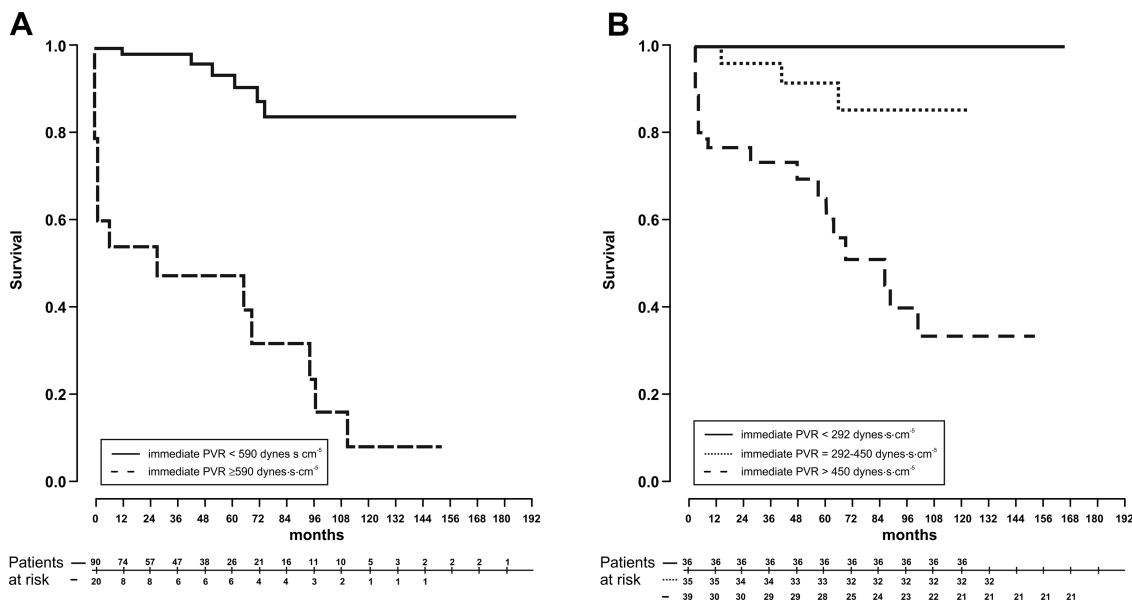 A
1.0
0.8
0.6
0.4
0.2
0.0
Survival
immediate PVR < 590 dynes s cm-5
immediate PVR ≥590 dynes·s·cm-5
0 12 24 36 48 60 72 84 96 108 120 132 144 156 168 180 192
months
Patients — 90 74 57 47 38 26 21 16 11 10 5 3 2 2 2 1
at risk - 20 8 8 6 6 6 4 4 3 2 1 1 1
B
1.0
0.8
0.6
0.4
0.2
0.0
Survival
immediate PVR < 292 dynes·s·cm-5
immediate PVR = 292-450 dynes·s·cm-5
immediate PVR > 450 dynes·s·cm-5
0 12 24 36 48 60 72 84 96 108 120 132 144 156 168 180 192
months
Patients — 36 36 36 36 36 36 36 36 36 36 36
at risk ····· 35 35 34 34 33 33 32 32 32 32 32 32
– 39 30 30 29 29 28 25 24 23 22 21 21 21 21 21